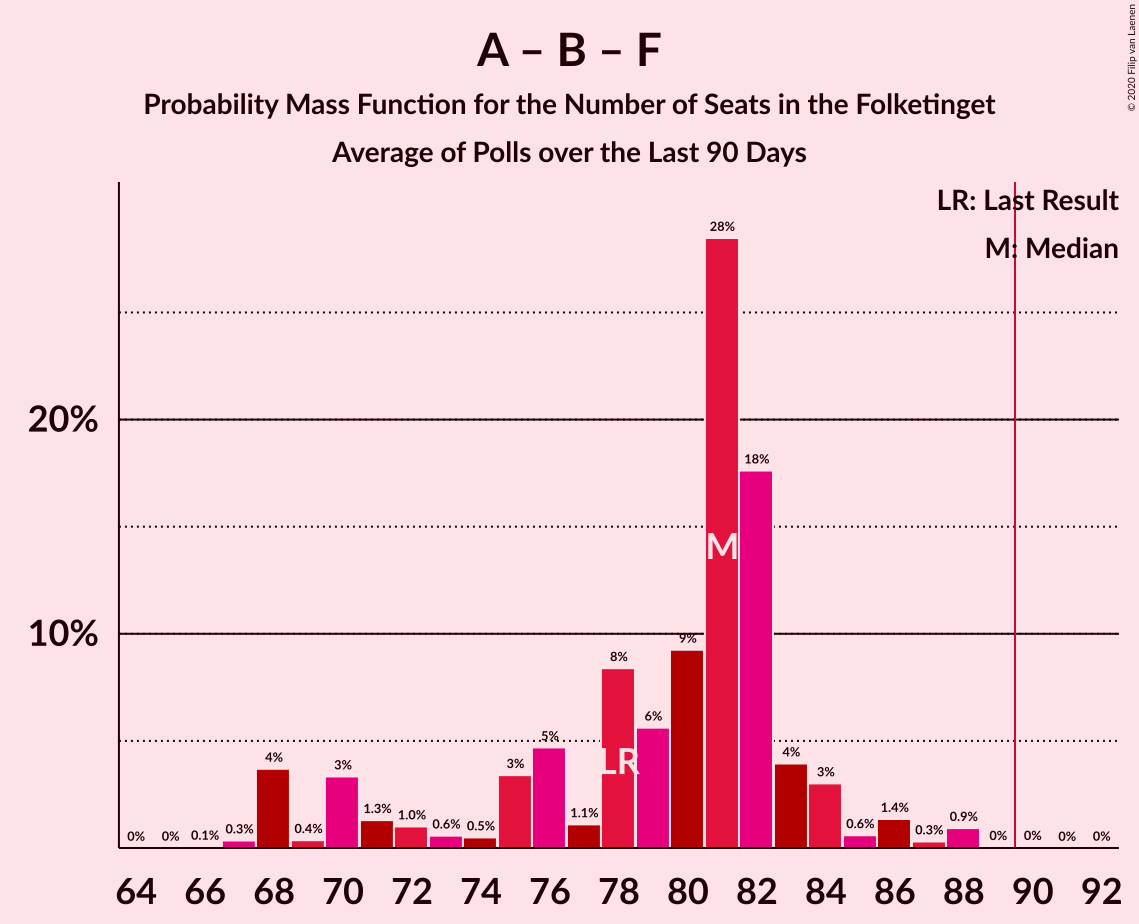 A – B – F
Probability Mass Function for the Number of Seats in the Folketinget
Average of Polls over the Last 90 Days
© 2020 Filip van Laenen
LR: Last Result
M: Median
20%
10%
0% 0% 0.1% 0.3% 4% 0.4% 3% 1.3% 1.0% 0.6% 0.5% 3% 5% 1.1% 8% 6% 9% 28% 18% 4% 3% 0.6% 1.4% 0.3% 0.9% 0% 0% 0% 0%
M
LR
64 66 68 70 72 74 76 78 80 82 84 86 88 90 92